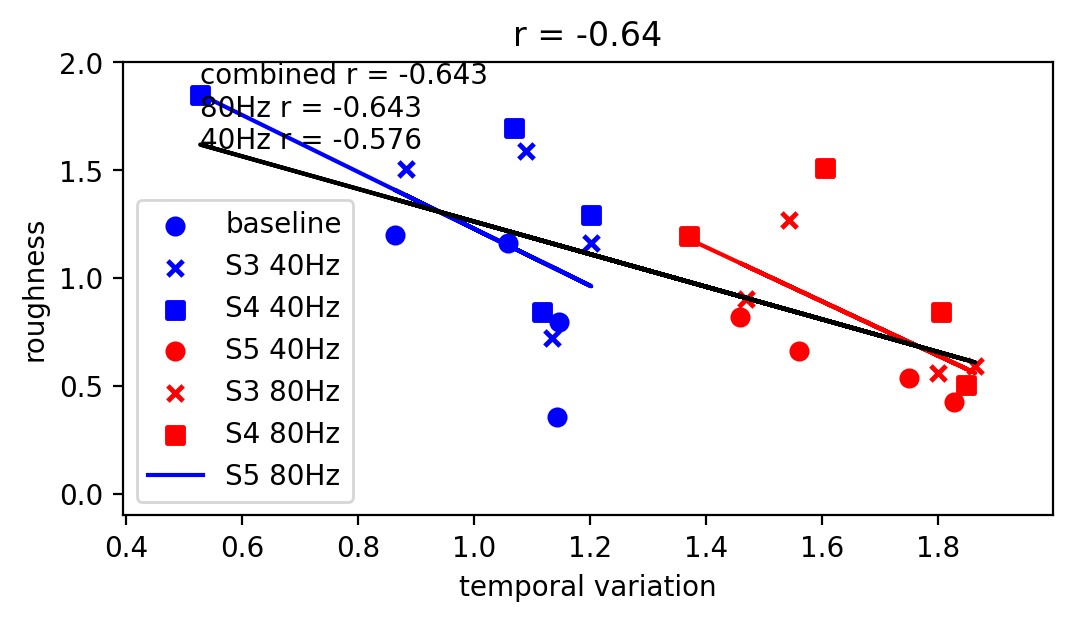 r = -0.64
combined r = -0.643
80Hz r = -0.643
40Hz r = -0.576
2.0
1.5
1.0
0.5
0.0
roughness
baseline
S3 40Hz
S4 40Hz
S5 40Hz
S3 80Hz
S4 80Hz
S5 80Hz
0.4 0.6 0.8 1.0 1.2 1.4 1.6 1.8
temporal variation